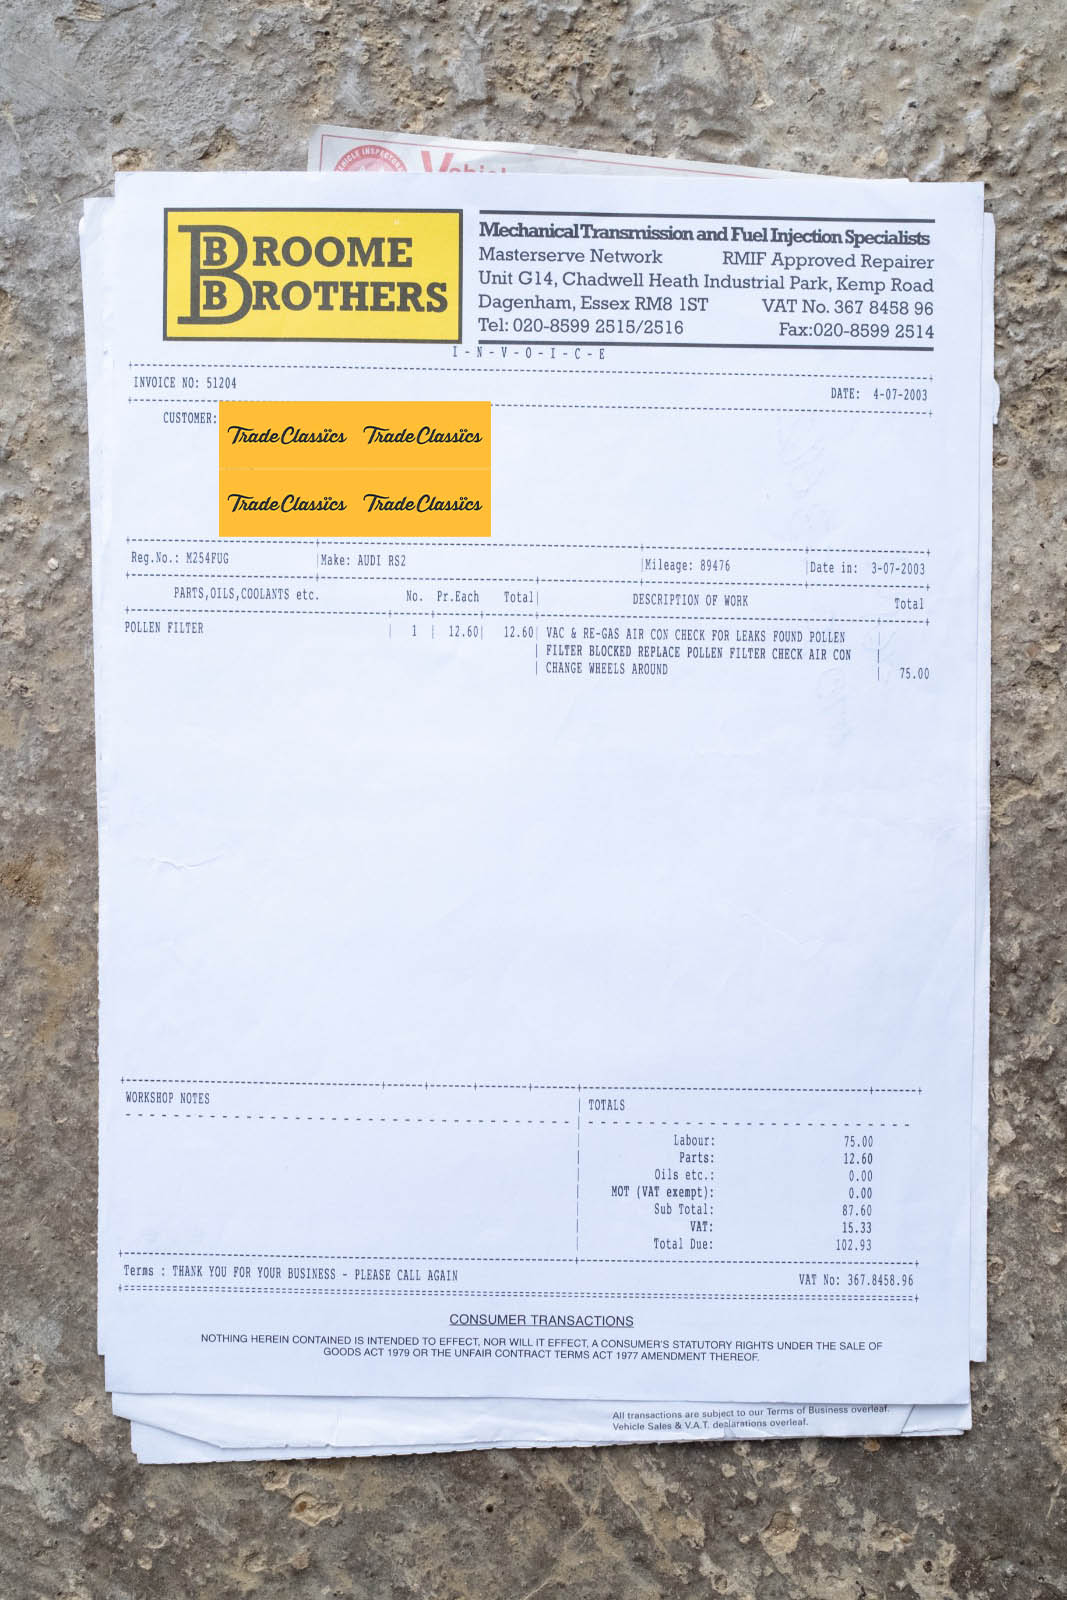 Vehicl
BROOME
BROTHERS
Mechanical Transmission and Fuel Injection Specialists
Masterserve Network RMIF Approved Repairer
Unit G14, Chadwell Heath Industrial Park, Kemp Road
Dagenham, Essex RM8 1ST VAT No. 367 8458 96
Tel: 020-8599 2515/2516 Fax:020-8599 2514
I - N - V - O - I - C - E
INVOICE NO: 51204 DATE: 4-07-2003
CUSTOMER:
Trade Classics Trade Classics
Trade Classics Trade Classics
Reg.No.: M254FUG Make: AUDI RS2 Mileage: 89476 Date in: 3-07-2003
PARTS,OILS,COOLANTS etc. No. Pr.Each Total DESCRIPTION OF WORK Total
POLLEN FILTER 1 12.60 12.60 VAC & RE-GAS AIR CON CHECK FOR LEAKS FOUND POLLEN
FILTER BLOCKED REPLACE POLLEN FILTER CHECK AIR CON
CHANGE WHEELS AROUND 75.00
WORKSHOP NOTES TOTALS
Labour: 75.00
Parts: 12.60
Oils etc.: 0.00
MOT (VAT exempt): 0.00
Sub Total: 87.60
VAT: 15.33
Total Due: 102.93
Terms : THANK YOU FOR YOUR BUSINESS - PLEASE CALL AGAIN VAT No: 367.8458.96
CONSUMER TRANSACTIONS
NOTHING HEREIN CONTAINED IS INTENDED TO EFFECT, NOR WILL IT EFFECT, A CONSUMER'S STATUTORY RIGHTS UNDER THE SALE OF
GOODS ACT 1979 OR THE UNFAIR CONTRACT TERMS ACT 1977 AMENDMENT THEREOF.
All transactions are subject to our Terms of Business overleaf.
Vehicle Sales & V.A.T. declarations overleaf.